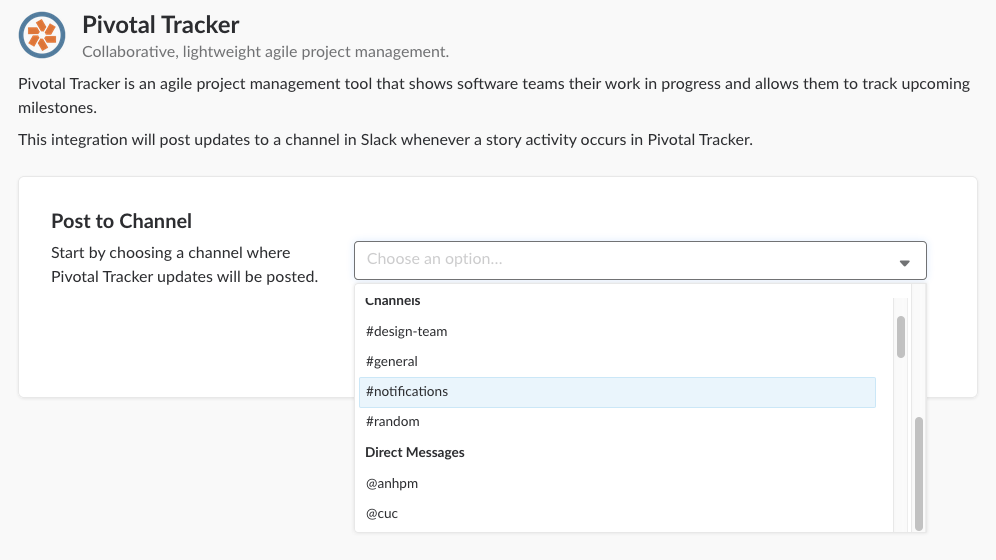 Pivotal Tracker
Collaborative, lightweight agile project management.
Pivotal Tracker is an agile project management tool that shows software teams their work in progress and allows them to track upcoming
milestones.
This integration will post updates to a channel in Slack whenever a story activity occurs in Pivotal Tracker.
Post to Channel
Start by choosing a channel where
Pivotal Tracker updates will be posted.
Choose an option...
Channels
#design-team
#general
#notifications
#random
Direct Messages
@anhpm
@cuc